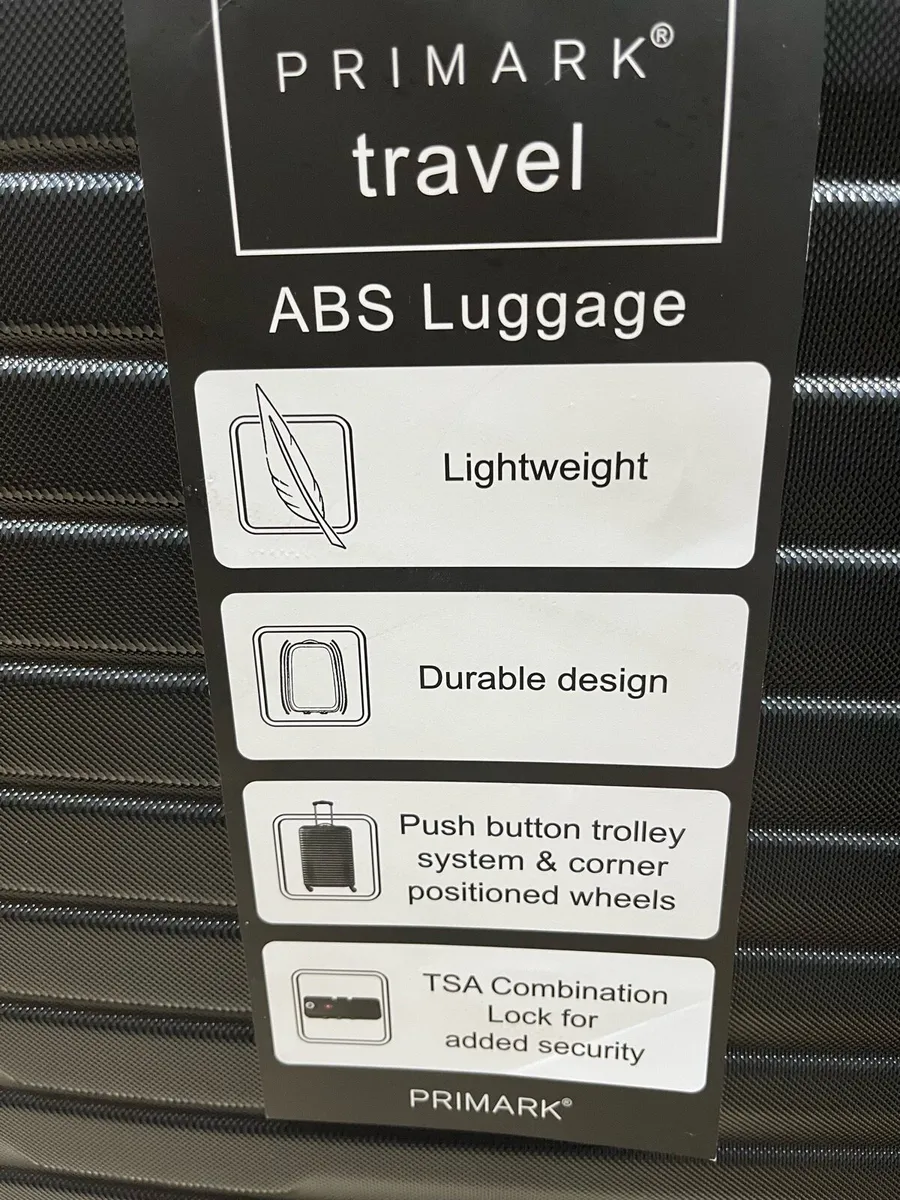 PRIMARK®
travel
ABS Luggage
Lightweight
Durable design
Push button trolley
system & corner
positioned wheels
TSA Combination
Lock for
added security
PRIMARK®